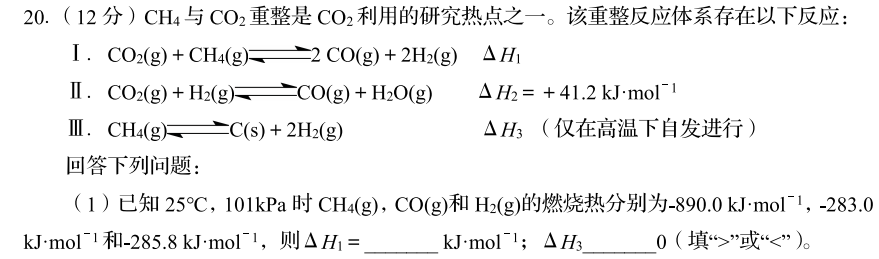 20.（12 分）CH₄ 与 CO₂ 重整是 CO₂ 利用的研究热点之一。该重整反应体系存在以下反应：
Ⅰ．CO₂(g) + CH₄(g)⇌2 CO(g) + 2H₂(g) ΔH₁
Ⅱ．CO₂(g) + H₂(g)⇌CO(g) + H₂O(g) ΔH₂ = + 41.2 kJ·mol⁻¹
Ⅲ．CH₄(g)⇌C(s) + 2H₂(g) ΔH₃ （仅在高温下自发进行）
回答下列问题：
（1）已知 25℃，101kPa 时 CH₄(g)，CO(g)和 H₂(g)的燃烧热分别为-890.0 kJ·mol⁻¹，-283.0
kJ·mol⁻¹和-285.8 kJ·mol⁻¹，则ΔH₁ = _______ kJ·mol⁻¹；ΔH₃_______0（填“>”或“<”）。